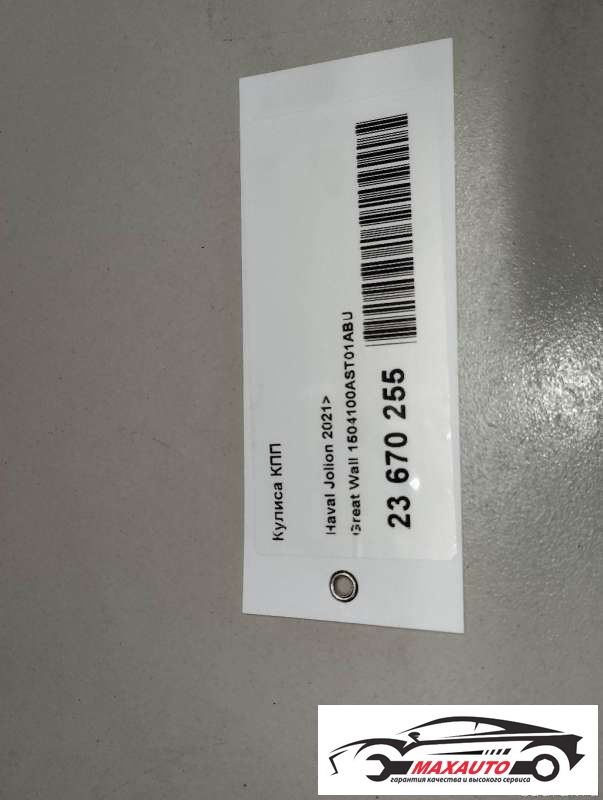 Кулиса КПП
Haval Jolion 2021>
Great Wall 1504100AST01ABU
23 670 255
MAXAUTO
гарантия качества и высокого сервиса